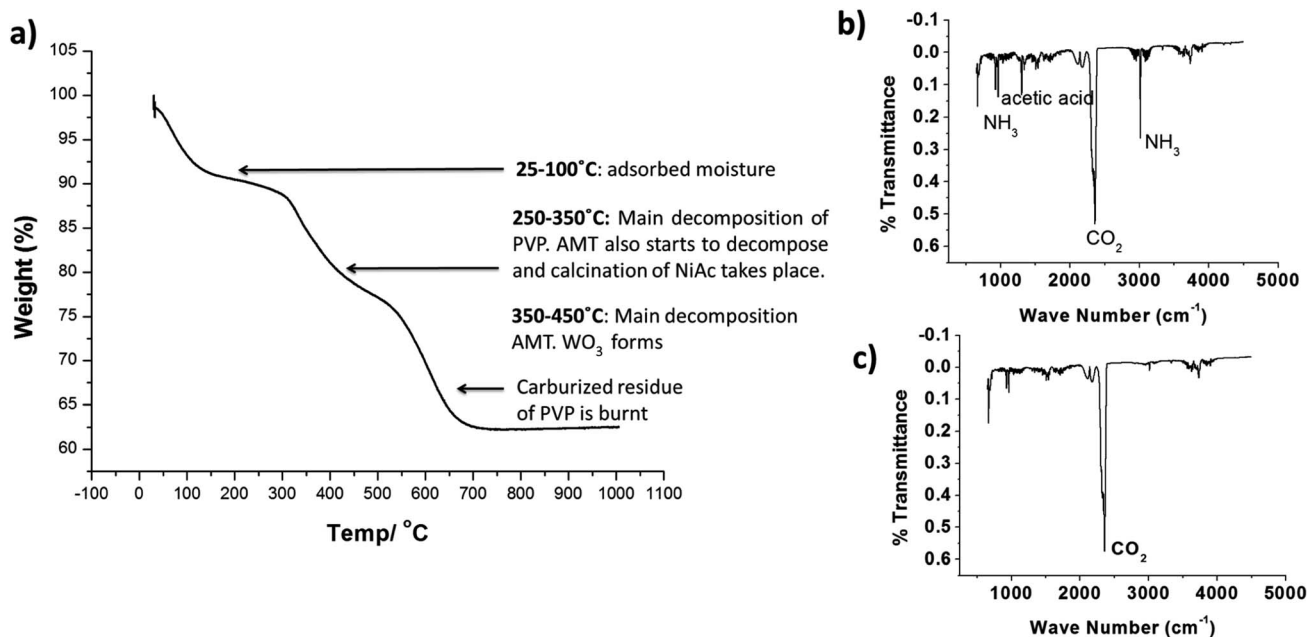 a)
105
100
95
90
85
80
75
70
65
60
Weight (%)
-100 0 100 200 300 400 500 600 700 800 900 1000 1100
Temp/ °C
25-100˚C: adsorbed moisture
250-350˚C: Main decomposition of
PVP. AMT also starts to decompose
and calcination of NiAc takes place.
350-450˚C: Main decomposition
AMT. WO₃ forms
Carburized residue
of PVP is burnt
b)
-0.1
0.0
0.1
0.2
0.3
0.4
0.5
0.6
% Transmittance
acetic acid
NH₃
NH₃
CO₂
1000 2000 3000 4000 5000
Wave Number (cm⁻¹)
c)
-0.1
0.0
0.1
0.2
0.3
0.4
0.5
0.6
% Transmittance
CO₂
1000 2000 3000 4000 5000
Wave Number (cm⁻¹)